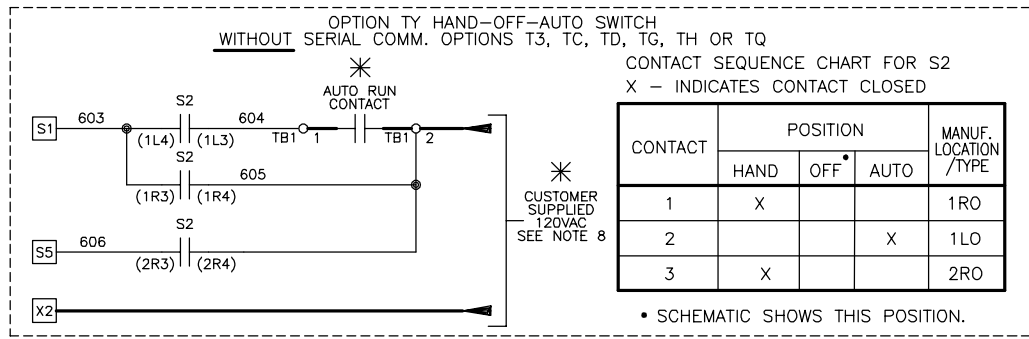 OPTION TY HAND-OFF-AUTO SWITCH
WITHOUT SERIAL COMM. OPTIONS T3, TC, TD, TG, TH OR TQ
AUTO RUN
CONTACT
S1
603
S2
604
(1L4)
(1L3)
TB1
1
TB1
2
S2
605
(1R3)
(1R4)
S5
606
S2
(2R3)
(2R4)
X2
CUSTOMER
SUPPLIED
120VAC
SEE NOTE 8
CONTACT SEQUENCE CHART FOR S2
X - INDICATES CONTACT CLOSED
CONTACT
POSITION
MANUF.
LOCATION
/TYPE
HAND
OFF•
AUTO
1
X
1RO
2
X
1LO
3
X
2RO
• SCHEMATIC SHOWS THIS POSITION.